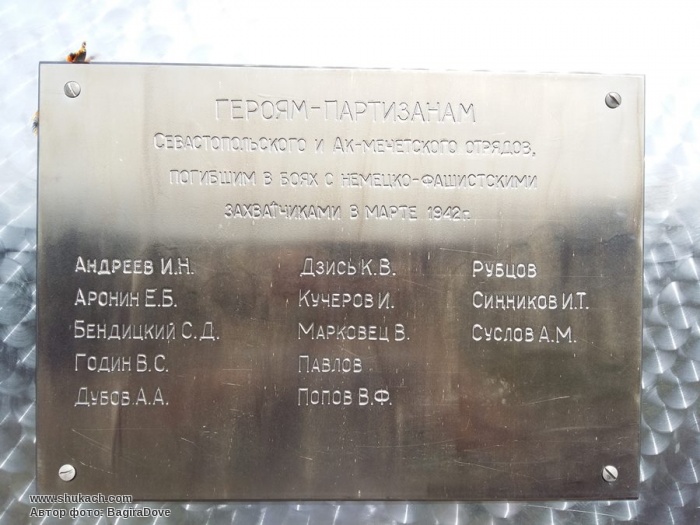 ГЕРОЯМ-ПАРТИЗАНАМ
СЕВАСТОПОЛЬСКОГО И АК-МЕЧЕТСКОГО ОТРЯДОВ,
ПОГИБШИМ В БОЯХ С НЕМЕЦКО-ФАШИСТСКИМИ
ЗАХВАТЧИКАМИ В МАРТЕ 1942г.
АНДРЕЕВ И.Н.
АРОНИН Е.Б.
БЕНДИЦКИЙ С.Д.
ГОДИН В.С.
ДУБОВ А.А.
ДЗИСЬ К.В.
КУЧЕРОВ И.
МАРКОВЕЦ В.
ПАВЛОВ
ПОПОВ В.Ф.
РУБЦОВ
СИННИКОВ И.Т.
СУСЛОВ А.М.
www.shukach.com
Автор фото: BagiraDove